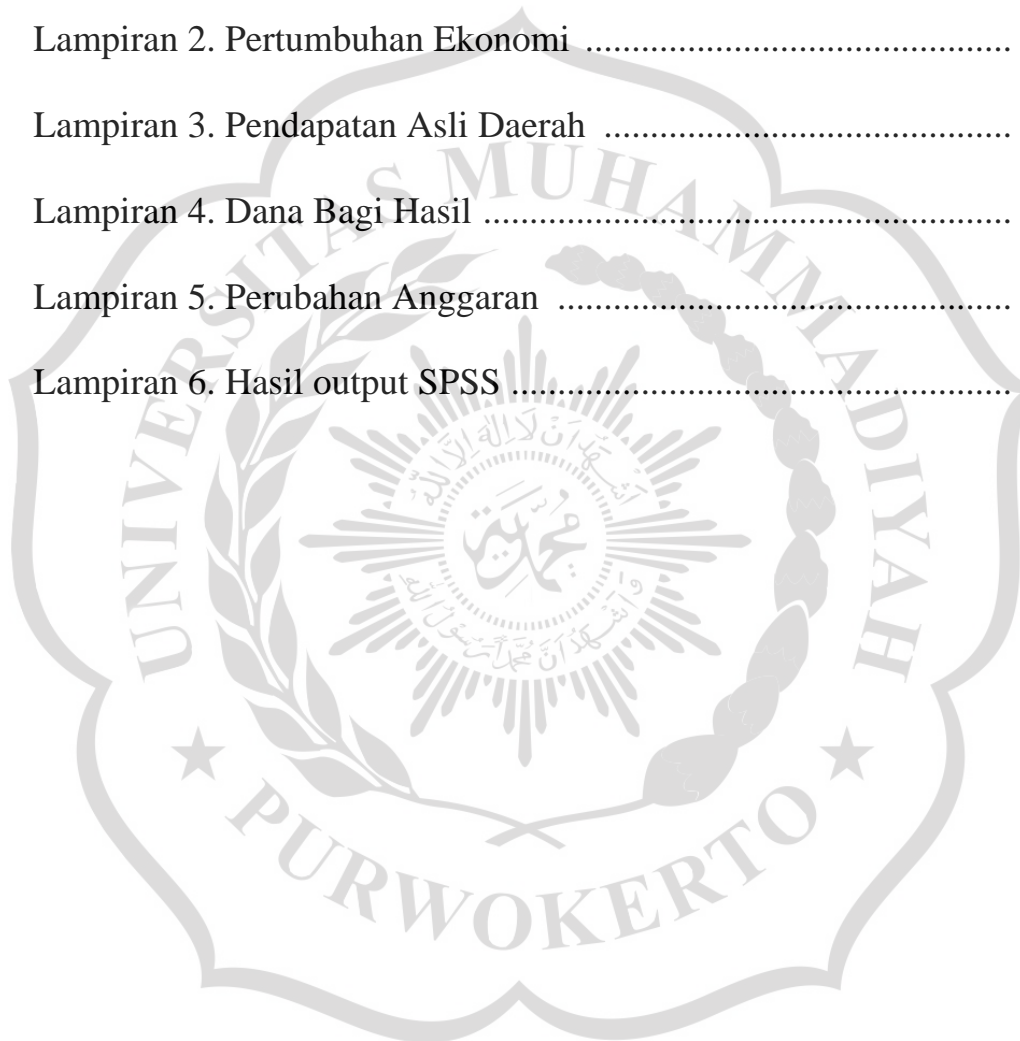 Lampiran 2. Pertumbuhan Ekonomi ..............................................
Lampiran 3. Pendapatan Asli Daerah ............................................
Lampiran 4. Dana Bagi Hasil .........................................................
Lampiran 5. Perubahan Anggaran .................................................
Lampiran 6. Hasil output SPSS ......................................................
UNIVERSITAS MUHAMMADIYAH
PURWOKERTO